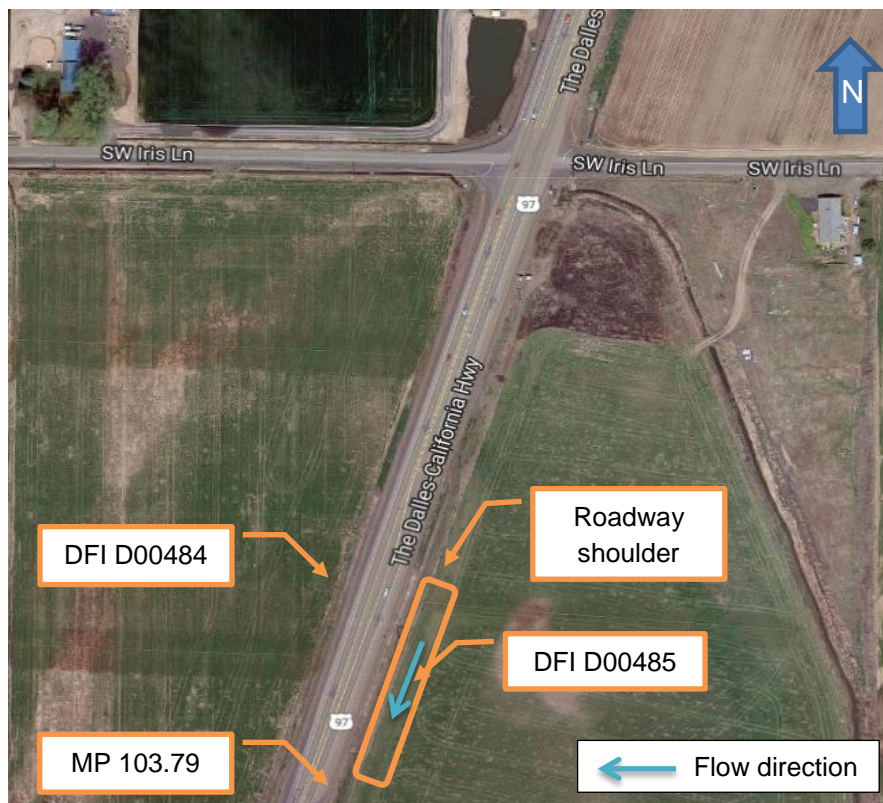 The Dalles
N
SW Iris Ln
SW Iris Ln
SW Iris Ln
97
The Dalles-California Hwy
Roadway
shoulder
DFI D00484
DFI D00485
97
MP 103.79
Flow direction